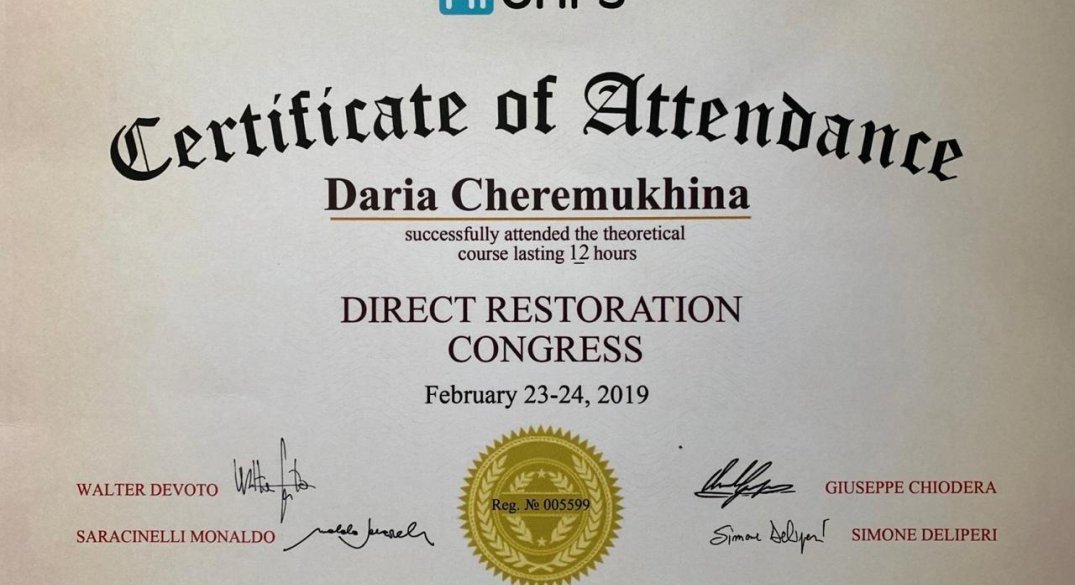 Certificate of Attendance
Daria Cheremukhina
successfully attended the theoretical
course lasting 12 hours
DIRECT RESTORATION
CONGRESS
February 23-24, 2019
WALTER DEVOTO
GIUSEPPE CHIODERA
Reg. № 005599
SARACINELLI MONALDO
Simone Deliperi
SIMONE DELIPERI